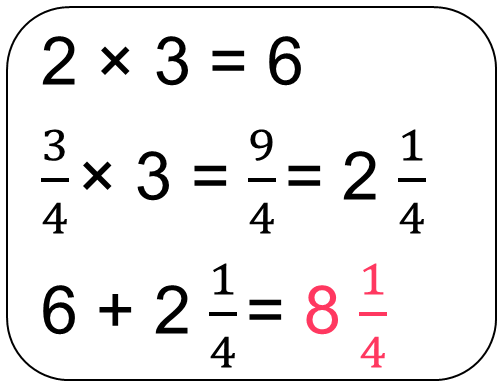 2 × 3 = 6
3/4 × 3 = 9/4 = 2 1/4
6 + 2 1/4 = 8 1/4